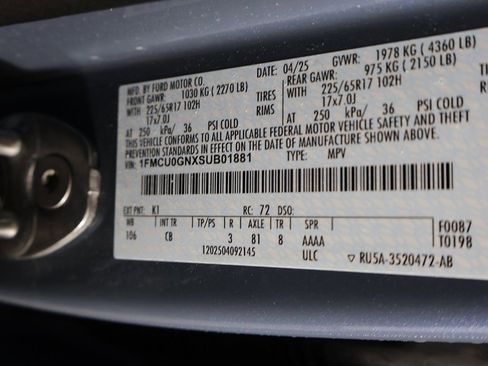 MFD. BY FORD MOTOR CO.
DATE: 04/25 GVWR: 1978 KG ( 4360 LB)
FRONT GAWR: 1030 KG ( 2270 LB) REAR GAWR: 975 KG ( 2150 LB)
WITH 225/65R17 102H TIRES WITH 225/65R17 102H
17x7.0J RIMS 17x7.0J
AT 250 kPa/ 36 PSI COLD AT 250 kPa/ 36 PSI COLD
THIS VEHICLE CONFORMS TO ALL APPLICABLE FEDERAL MOTOR VEHICLE SAFETY AND THEFT
PREVENTION STANDARDS IN EFFECT ON THE DATE OF MANUFACTURE SHOWN ABOVE.
VIN: 1FMCU0GNXSUB01881 TYPE: MPV
EXT PNT: K1 RC: 72 DSO: F0087
WB INT TR TP/PS R AXLE TR SPR T0198
106 CB 3 B1 8 AAAA
1202504092145 ULC ▽ RU5A-3520472-AB